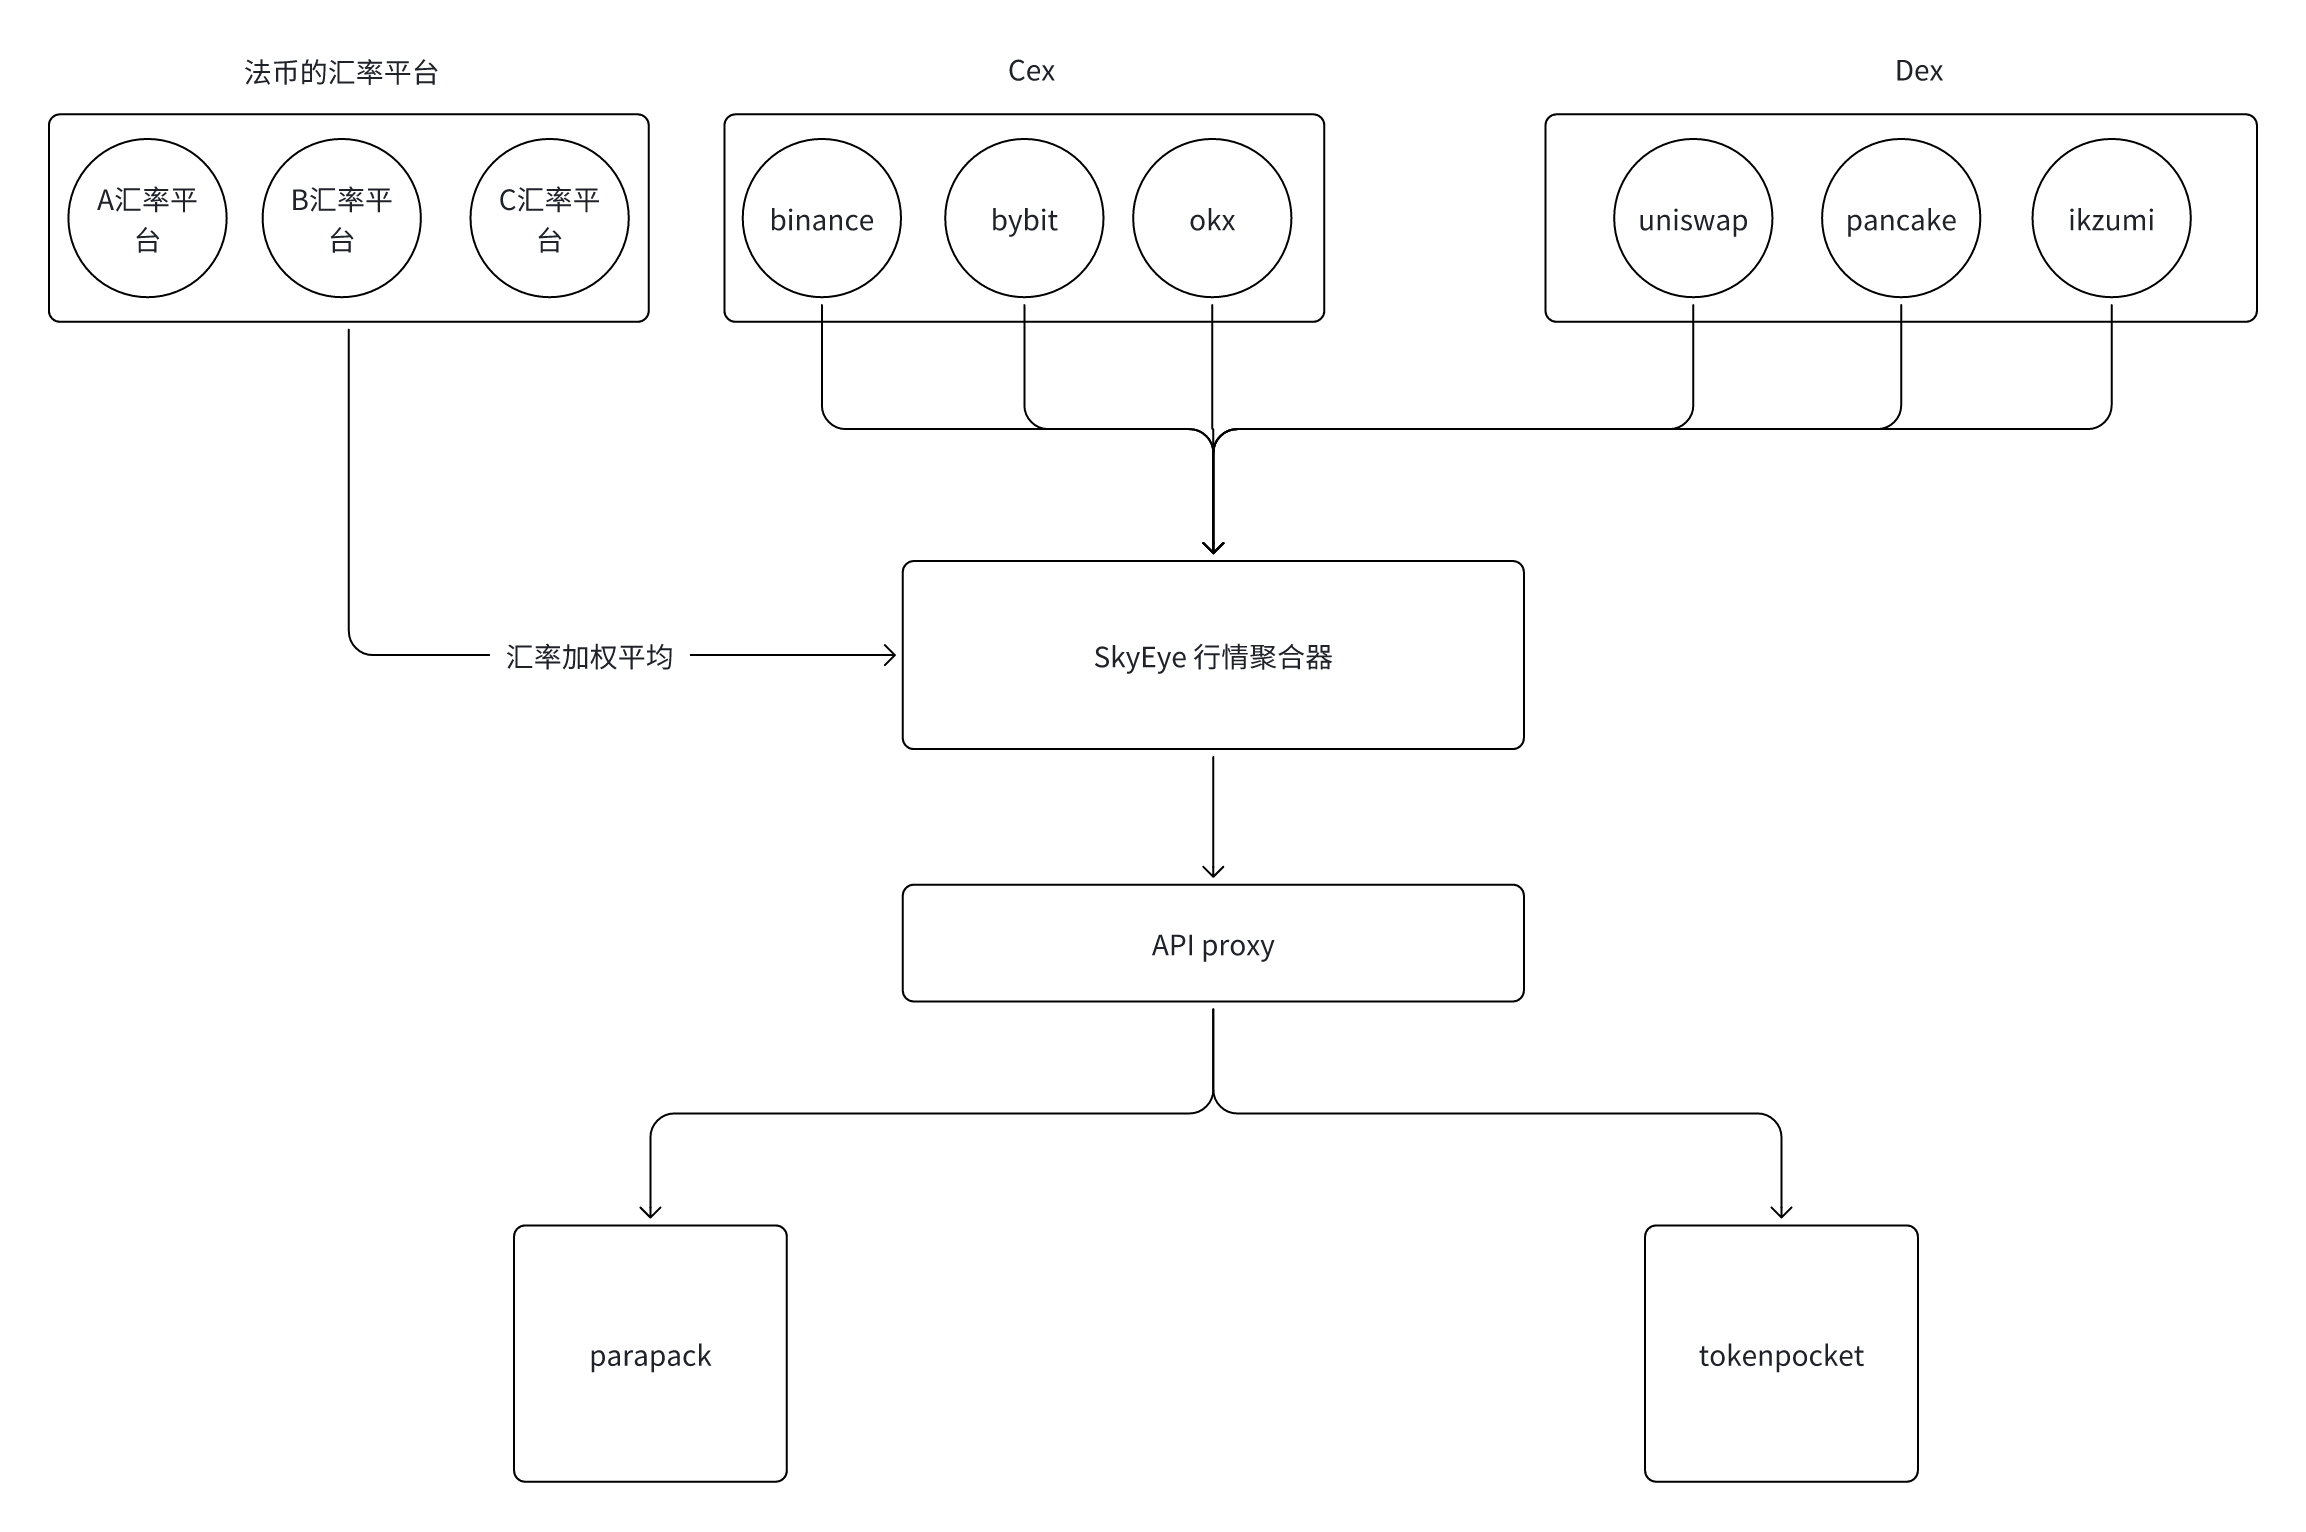 法币的汇率平台
Cex
Dex
A汇率平
台
B汇率平
台
C汇率平
台
binance
bybit
okx
uniswap
pancake
ikzumi
汇率加权平均
SkyEye 行情聚合器
API proxy
parapack
tokenpocket